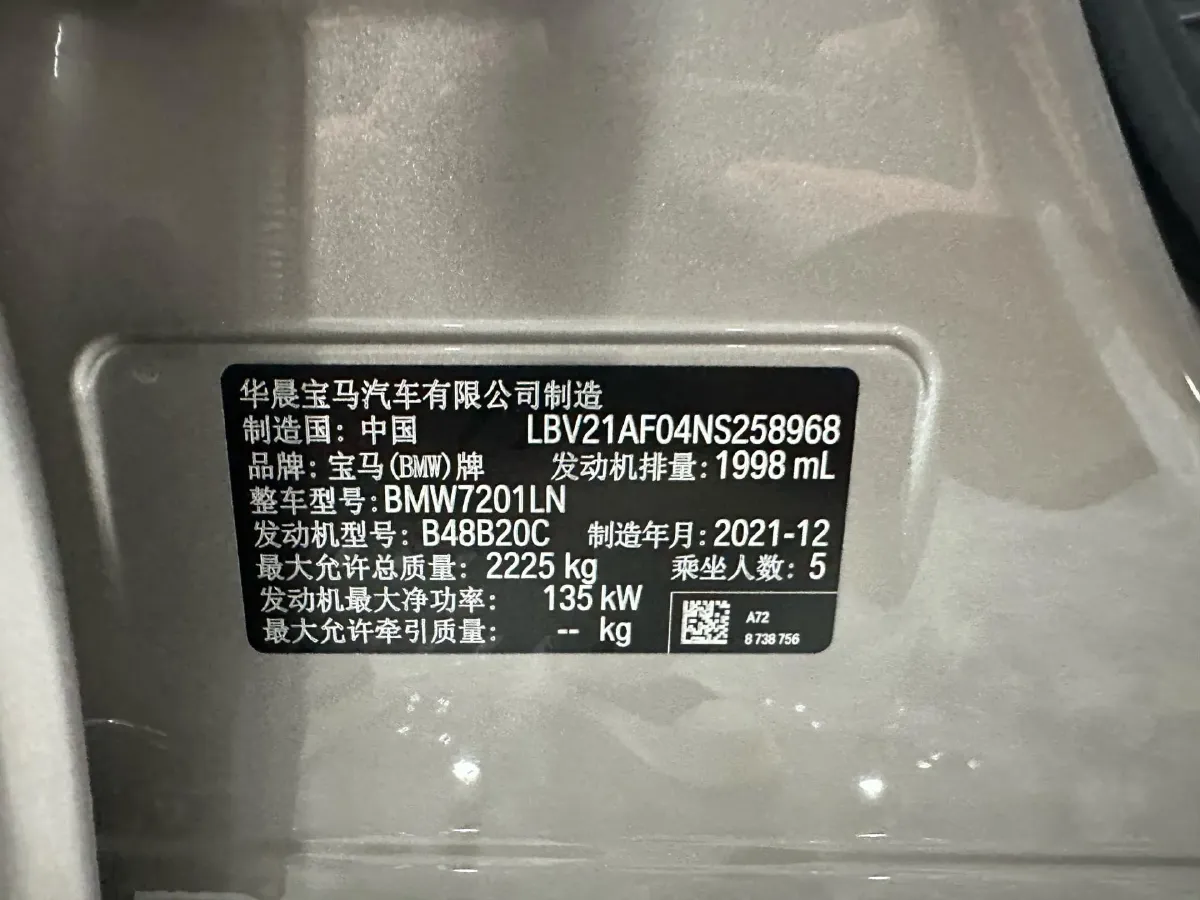 华晨宝马汽车有限公司制造
制造国：中国 LBV21AF04NS258968
品牌：宝马(BMW)牌 发动机排量：1998 mL
整车型号：BMW7201LN
发动机型号：B48B20C 制造年月：2021-12
最大允许总质量：2225 kg 乘坐人数：5
发动机最大净功率：135 kW
最大允许牵引质量：-- kg
A72
8 738 756